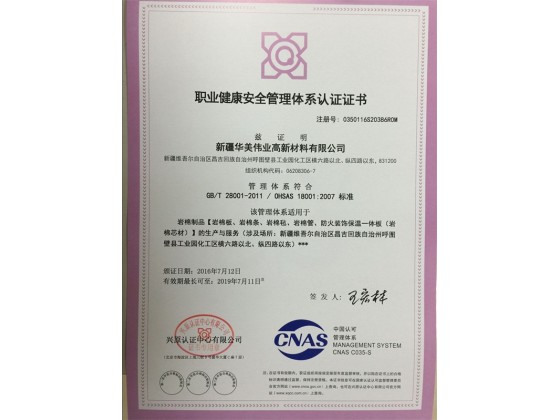 职业健康安全管理体系认证证书
注册号：0350116S20386R0M
兹 证 明
新疆华美伟业高新材料有限公司
新疆维吾尔自治区昌吉回族自治州呼图壁县工业园化工区横六路以北、纵四路以东，831200
组织机构代码：06208306-7
管理体系符合
GB/T 28001-2011 / OHSAS 18001:2007 标准
该管理体系适用于
岩棉制品【岩棉板、岩棉条、岩棉毡、岩棉管、防火装饰保温一体板（岩
棉芯材）】的生产与服务（涉及场所：新疆维吾尔自治区昌吉回族自治州呼图
壁县工业园化工区横六路以北、纵四路以东）***
颁证日期：2016年7月12日
有效期最长可至：2019年7月11日
签 发 人：
兴原认证中心有限公司
CNAS
中国认可
管理体系
MANAGEMENT SYSTEM
CNAS C035-S